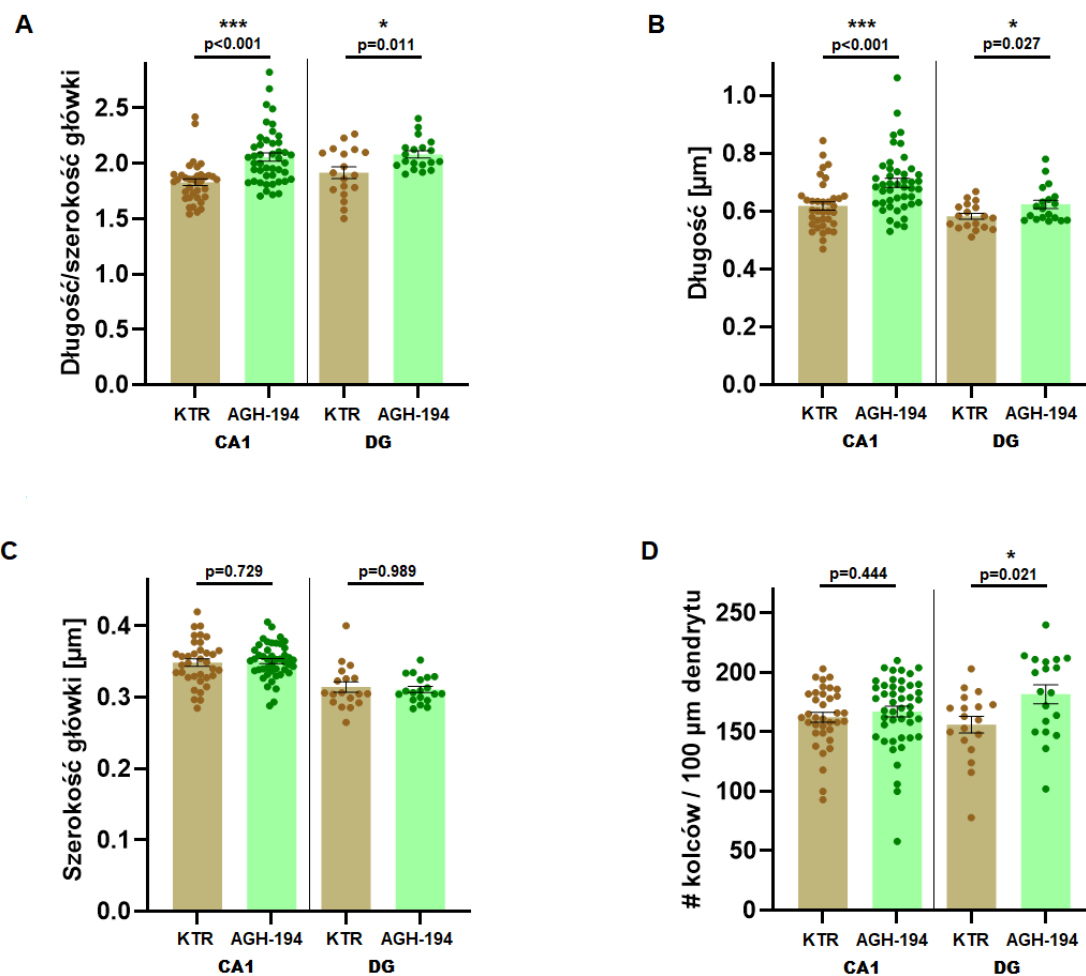 A
***
*
p<0.001
p=0.011
Długość/szerokość główki
2.5
2.0
1.5
1.0
0.5
0.0
KTR AGH-194 KTR AGH-194
CA1 DG
B
***
*
p<0.001
p=0.027
Długość [µm]
1.0
0.8
0.6
0.4
0.2
0.0
KTR AGH-194 KTR AGH-194
CA1 DG
C
p=0.729
p=0.989
Szerokość główki [µm]
0.4
0.3
0.2
0.1
0.0
KTR AGH-194 KTR AGH-194
CA1 DG
D
*
p=0.444
p=0.021
# kolców / 100 µm dendrytu
250
200
150
100
50
0
KTR AGH-194 KTR AGH-194
CA1 DG